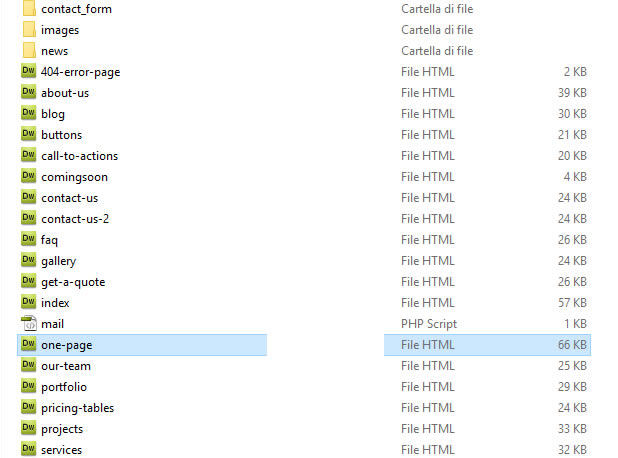 contact_form Cartella di file
images Cartella di file
news Cartella di file
Dw 404-error-page File HTML 2 KB
Dw about-us File HTML 39 KB
Dw blog File HTML 30 KB
Dw buttons File HTML 21 KB
Dw call-to-actions File HTML 20 KB
Dw comingsoon File HTML 4 KB
Dw contact-us File HTML 24 KB
Dw contact-us-2 File HTML 24 KB
Dw faq File HTML 26 KB
Dw gallery File HTML 24 KB
Dw get-a-quote File HTML 26 KB
Dw index File HTML 57 KB
mail PHP Script 1 KB
Dw one-page File HTML 66 KB
Dw our-team File HTML 25 KB
Dw portfolio File HTML 29 KB
Dw pricing-tables File HTML 24 KB
Dw projects File HTML 33 KB
Dw services File HTML 32 KB